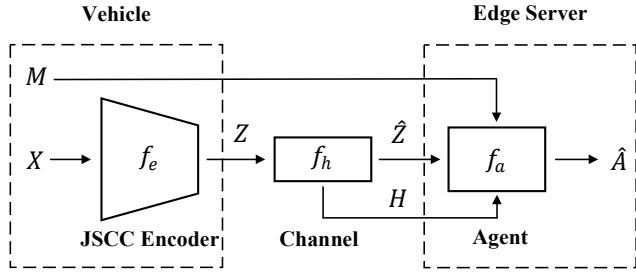 Vehicle
Edge Server
M
X
f_e
Z
f_h
Ẑ
H
f_a
Â
JSCC Encoder
Channel
Agent